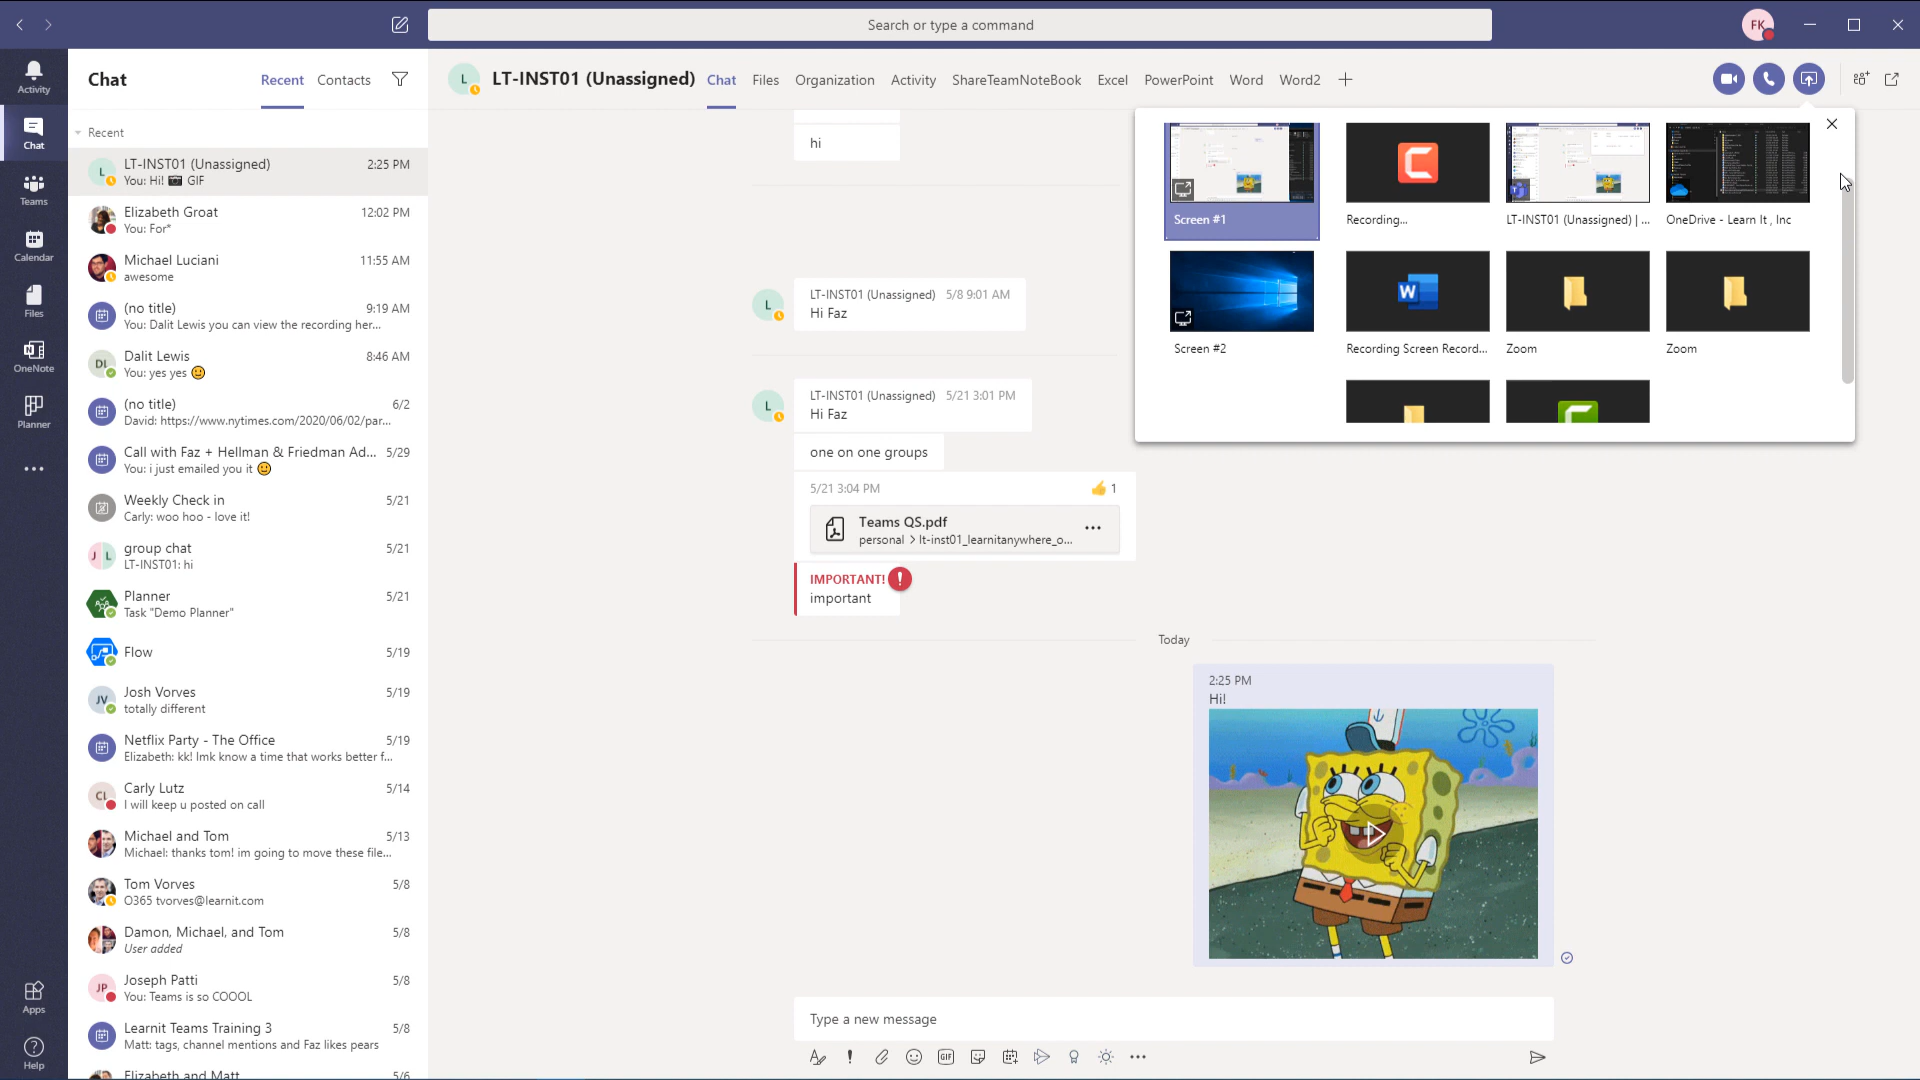 Search or type a command
FK
Activity
Chat
Teams
Calendar
Files
OneNote
Planner
Apps
Help
Chat
Recent
Contacts
Recent
LT-INST01 (Unassigned) 2:25 PM
You: Hi! 📷 GIF
Elizabeth Groat 12:02 PM
You: For*
Michael Luciani 11:55 AM
awesome
(no title) 9:19 AM
You: Dalit Lewis you can view the recording her...
DL
Dalit Lewis 8:46 AM
You: yes yes 🙂
(no title) 6/2
David: https://www.nytimes.com/2020/06/02/par...
Call with Faz + Hellman & Friedman Ad... 5/29
You: i just emailed you it 🙂
Weekly Check in 5/21
Carly: woo hoo - love it!
J L
group chat 5/21
LT-INST01: hi
Planner 5/21
Task "Demo Planner"
Flow 5/19
JV
Josh Vorves 5/19
totally different
Netflix Party - The Office 5/19
Elizabeth: kk! lmk know a time that works better f...
CL
Carly Lutz 5/14
I will keep u posted on call
Michael and Tom 5/13
Michael: thanks tom! im going to move these file...
Tom Vorves 5/8
O365 tvorves@learnit.com
Damon, Michael, and Tom 5/8
User added
JP
Joseph Patti 5/8
You: Teams is so COOOL
Learnit Teams Training 3 5/8
Matt: tags, channel mentions and Faz likes pears
Elizabeth and Matt 5/6
L
LT-INST01 (Unassigned)
Chat
Files
Organization
Activity
ShareTeamNoteBook
Excel
PowerPoint
Word
Word2
hi
L
LT-INST01 (Unassigned) 5/8 9:01 AM
Hi Faz
L
LT-INST01 (Unassigned) 5/21 3:01 PM
Hi Faz
one on one groups
5/21 3:04 PM 👍 1
Teams QS.pdf
personal > lt-inst01_learnitanywhere_o...
IMPORTANT!
important
Today
2:25 PM
Hi!
Type a new message
GIF
Screen #1
Recording...
LT-INST01 (Unassigned) | ...
OneDrive - Learn It , Inc
Screen #2
W
Recording Screen Record...
Zoom
Zoom